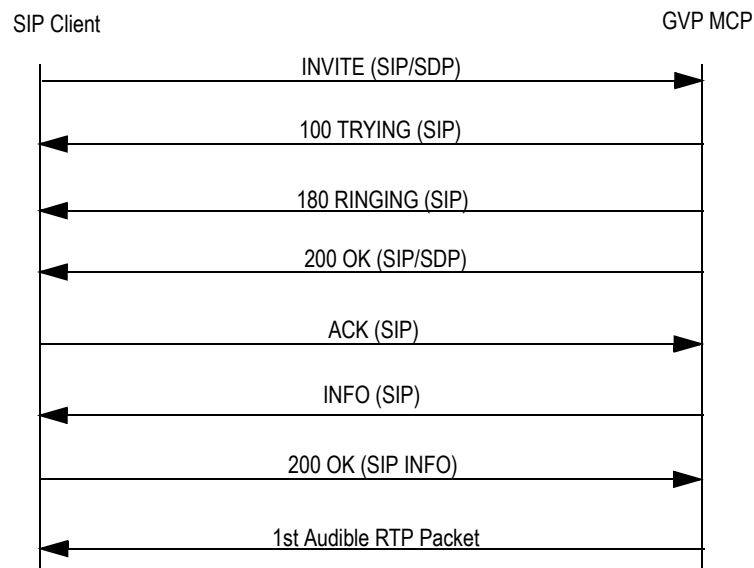 SIP Client
GVP MCP
INVITE (SIP/SDP)
100 TRYING (SIP)
180 RINGING (SIP)
200 OK (SIP/SDP)
ACK (SIP)
INFO (SIP)
200 OK (SIP INFO)
1st Audible RTP Packet